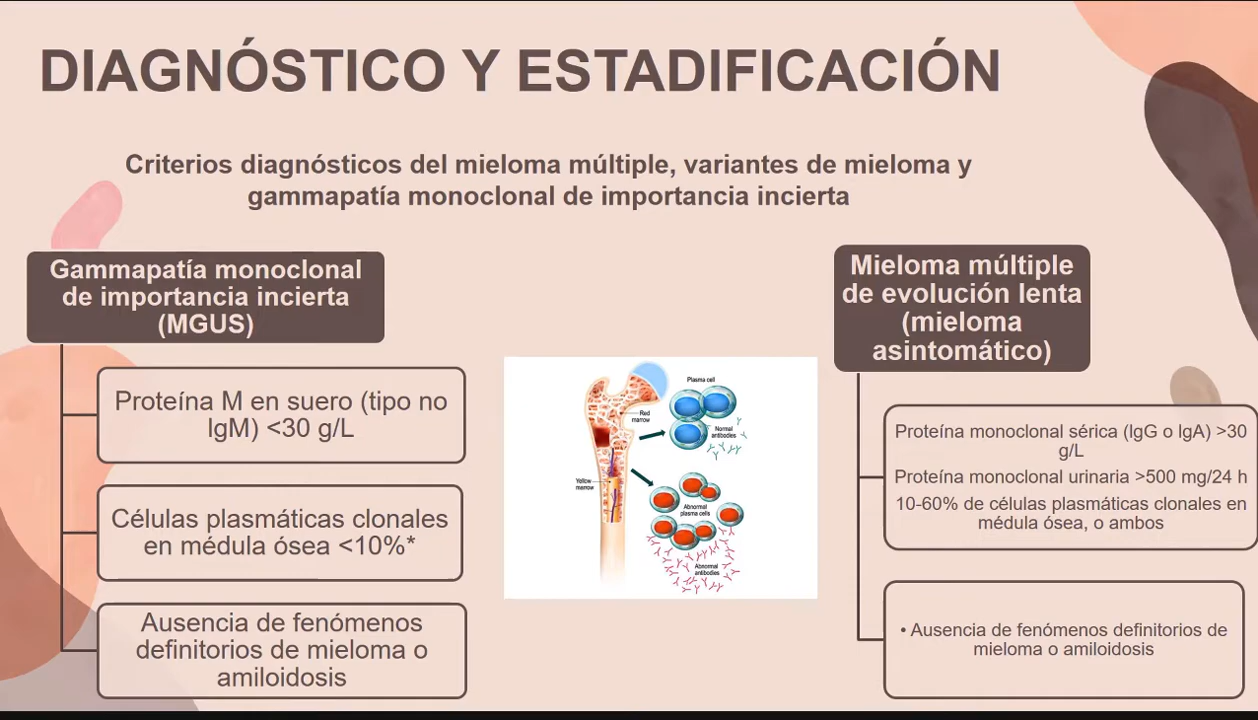 DIAGNÓSTICO Y ESTADIFICACIÓN
Criterios diagnósticos del mieloma múltiple, variantes de mieloma y
gammapatía monoclonal de importancia incierta
Gammapatía monoclonal
de importancia incierta
(MGUS)
Proteína M en suero (tipo no
IgM) <30 g/L
Células plasmáticas clonales
en médula ósea <10%*
Ausencia de fenómenos
definitorios de mieloma o
amiloidosis
Plasma cell
Red
marrow
Normal
antibodies
Yellow
marrow
Abnormal
plasma cells
Abnormal
antibodies
Mieloma múltiple
de evolución lenta
(mieloma
asintomático)
Proteína monoclonal sérica (IgG o IgA) >30
g/L
Proteína monoclonal urinaria >500 mg/24 h
10-60% de células plasmáticas clonales en
médula ósea, o ambos
• Ausencia de fenómenos definitorios de
mieloma o amiloidosis